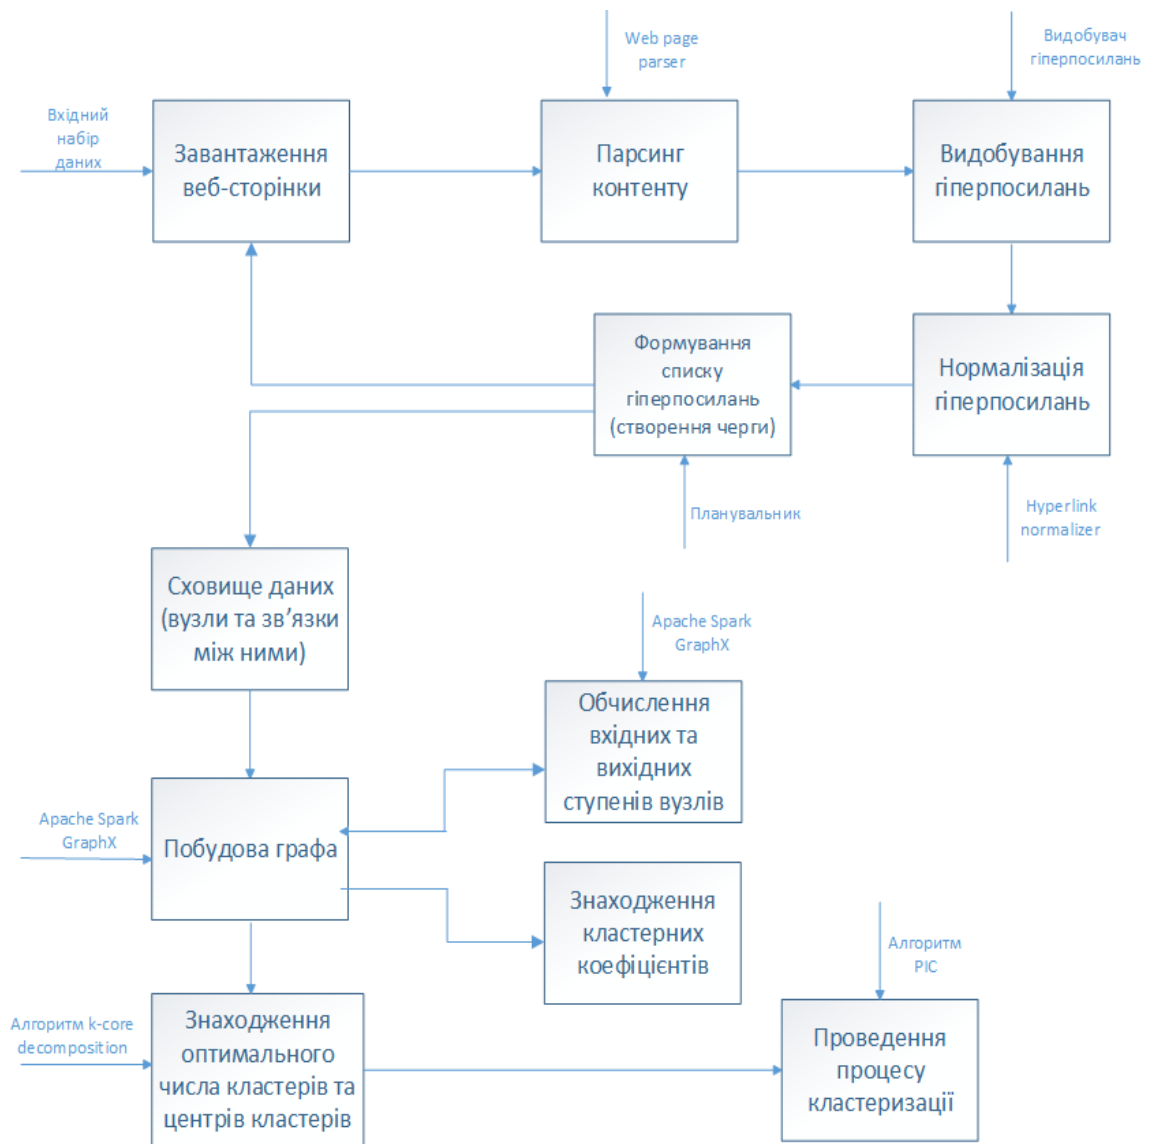 Web page
parser
Видобувач
гіперпосилань
Вхідний
набір
даних
Завантаження
веб-сторінки
Парсинг
контенту
Видобування
гіперпосилань
Формування
списку
гіперпосилань
(створення черги)
Нормалізація
гіперпосилань
Планувальник
Hyperlink
normalizer
Сховище даних
(вузли та зв’язки
між ними)
Apache Spark
GraphX
Обчислення
вхідних та
вихідних
ступенів вузлів
Apache Spark
GraphX
Побудова графа
Знаходження
кластерних
коефіцієнтів
Алгоритм
PIC
Алгоритм k-core
decomposition
Знаходження
оптимального
числа кластерів та
центрів кластерів
Проведення
процесу
кластеризації